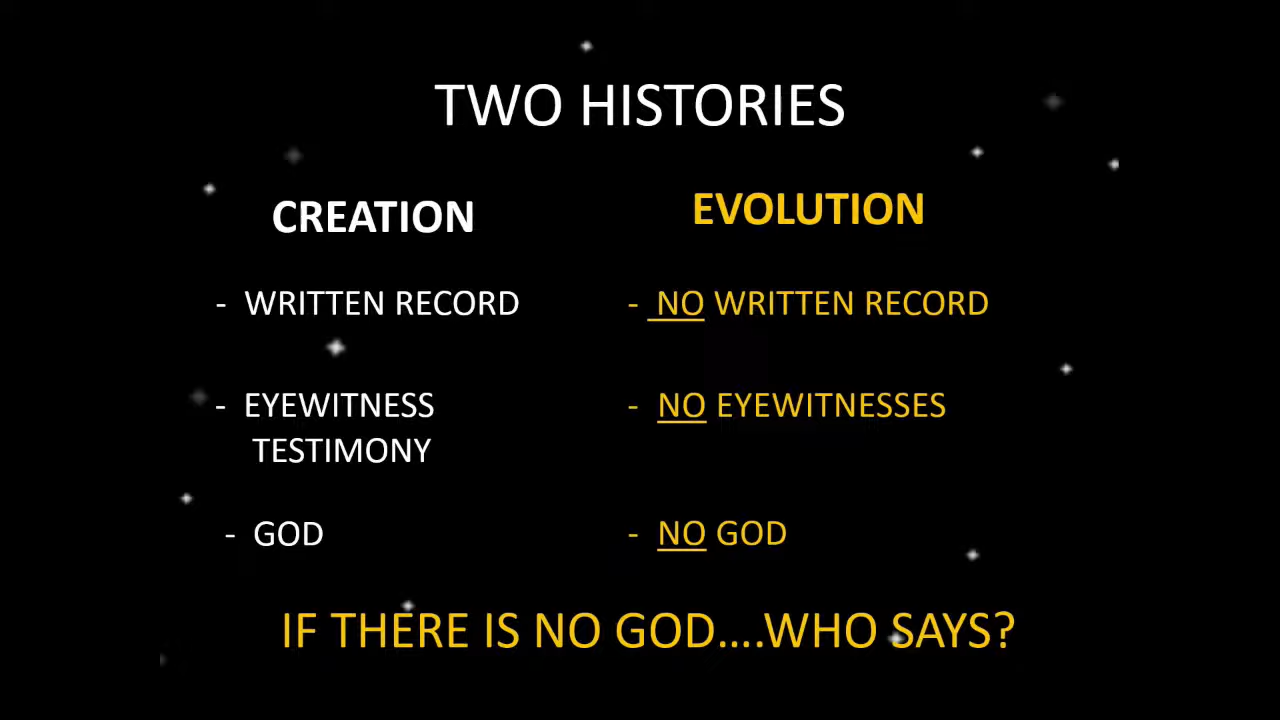 TWO HISTORIES
CREATION
- WRITTEN RECORD
- EYEWITNESS
TESTIMONY
- GOD
EVOLUTION
- NO WRITTEN RECORD
- NO EYEWITNESSES
- NO GOD
IF THERE IS NO GOD....WHO SAYS?